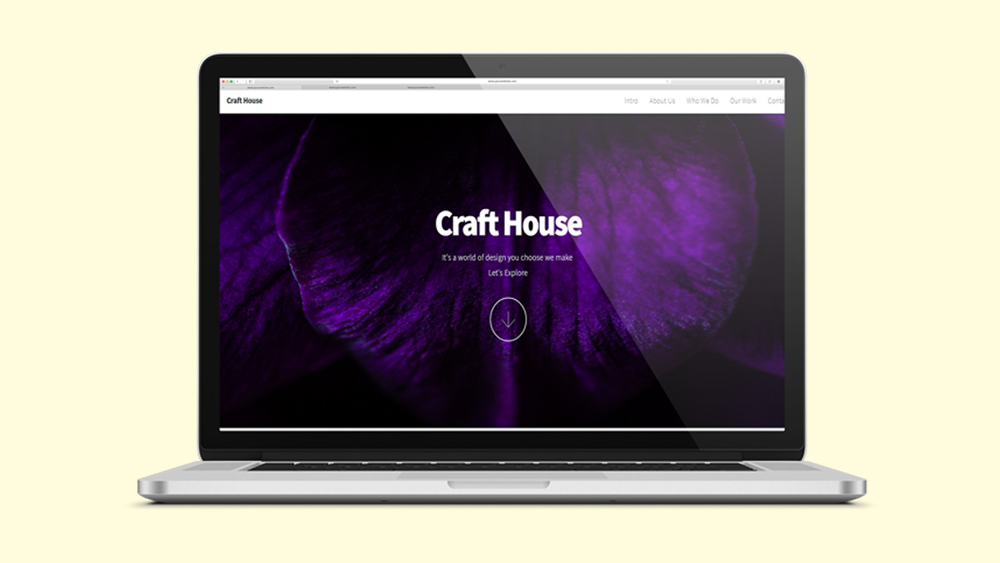 Craft House
Intro About Us Who We Do Our Work Conta
Craft House
It's a world of design you choose we make
Let's Explore